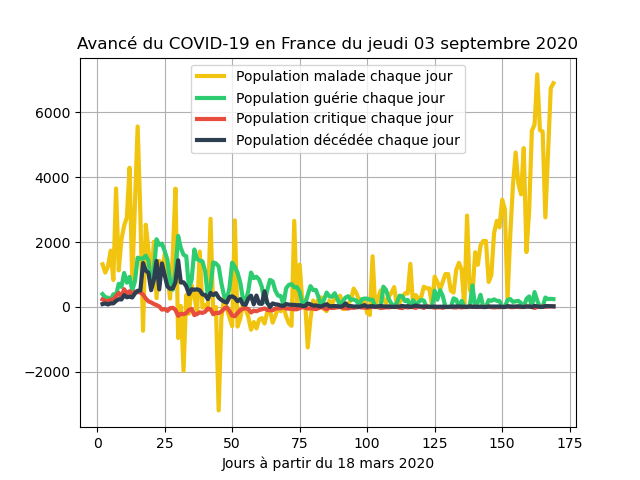 Avancé du COVID-19 en France du jeudi 03 septembre 2020
Population malade chaque jour
Population guérie chaque jour
Population critique chaque jour
Population décédée chaque jour
6000
4000
2000
0
−2000
0 25 50 75 100 125 150 175
Jours à partir du 18 mars 2020